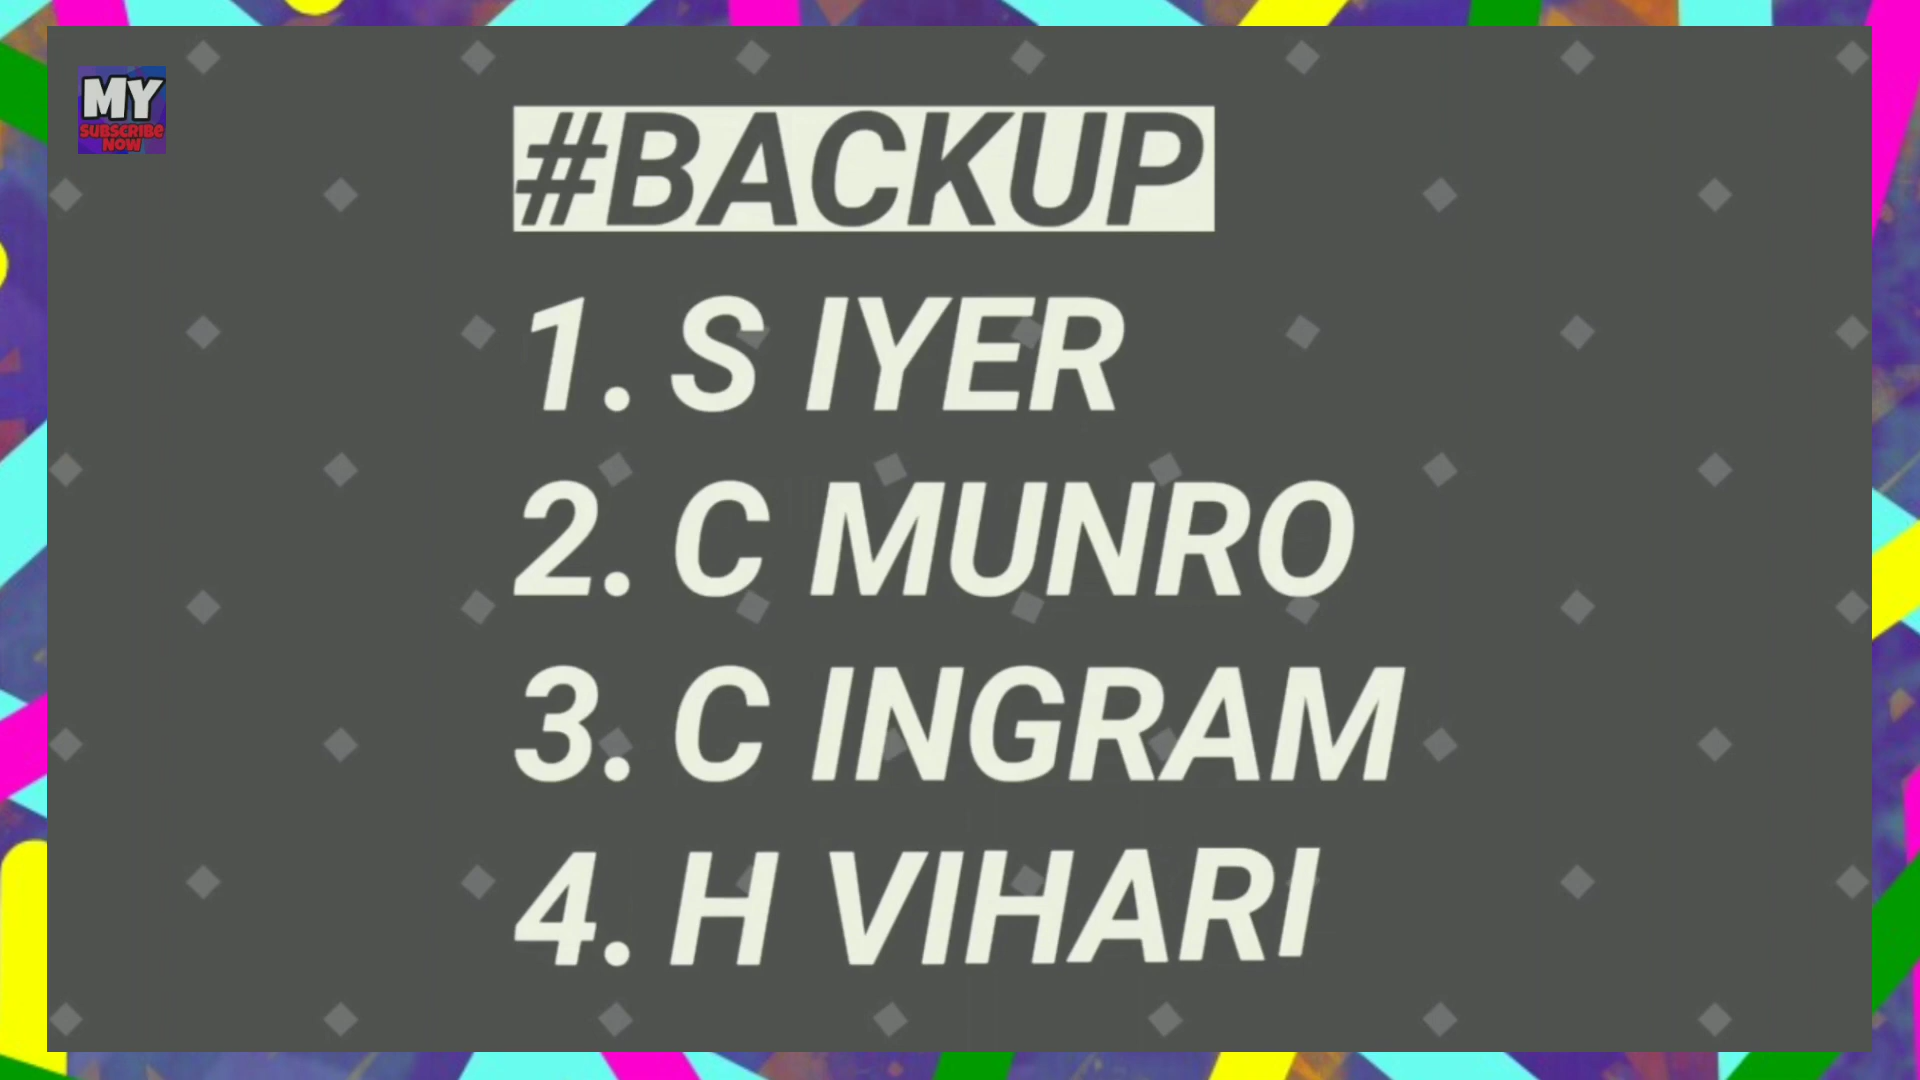 MY
SUBSCRIBE
NOW
#BACKUP
1. S IYER
2. C MUNRO
3. C INGRAM
4. H VIHARI